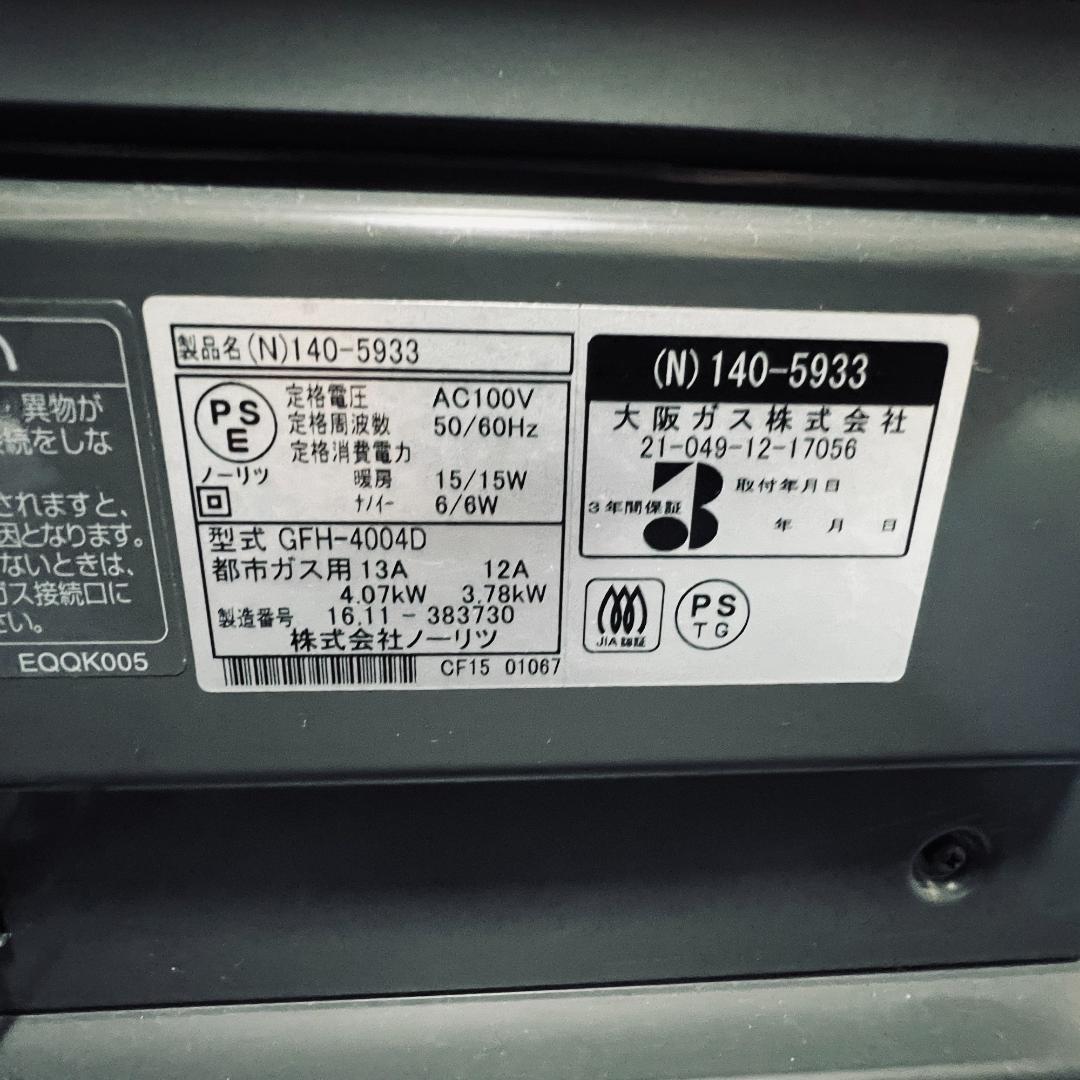 異物が
をしな
されますと、
因となります。
ないときは、
ガス接続口に
さい。
EQQK005
製品名 (N)140-5933
PS
E
ノーリツ
定格電圧 AC100V
定格周波数 50/60Hz
定格消費電力
暖房 15/15W
ナノイー 6/6W
型式 GFH-4004D
都市ガス用 13A 12A
4.07kW 3.78kW
製造番号 16.11 - 383730
株式会社ノーリツ
CF15 01067
(N)140-5933
大阪ガス株式会社
21-049-12-17056
3年間保証
取付年月日
年 月 日
JIA 認証
PS
TG